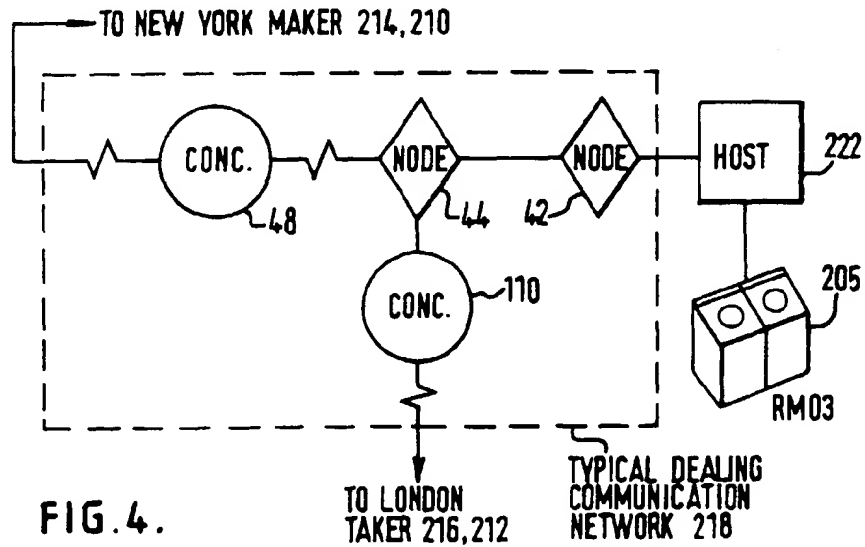 TO NEW YORK MAKER 214,210
CONC.
48
NODE
44
NODE
42
HOST
222
CONC.
110
205
RM03
TO LONDON
TAKER 216,212
TYPICAL DEALING
COMMUNICATION
NETWORK 218
FIG.4.